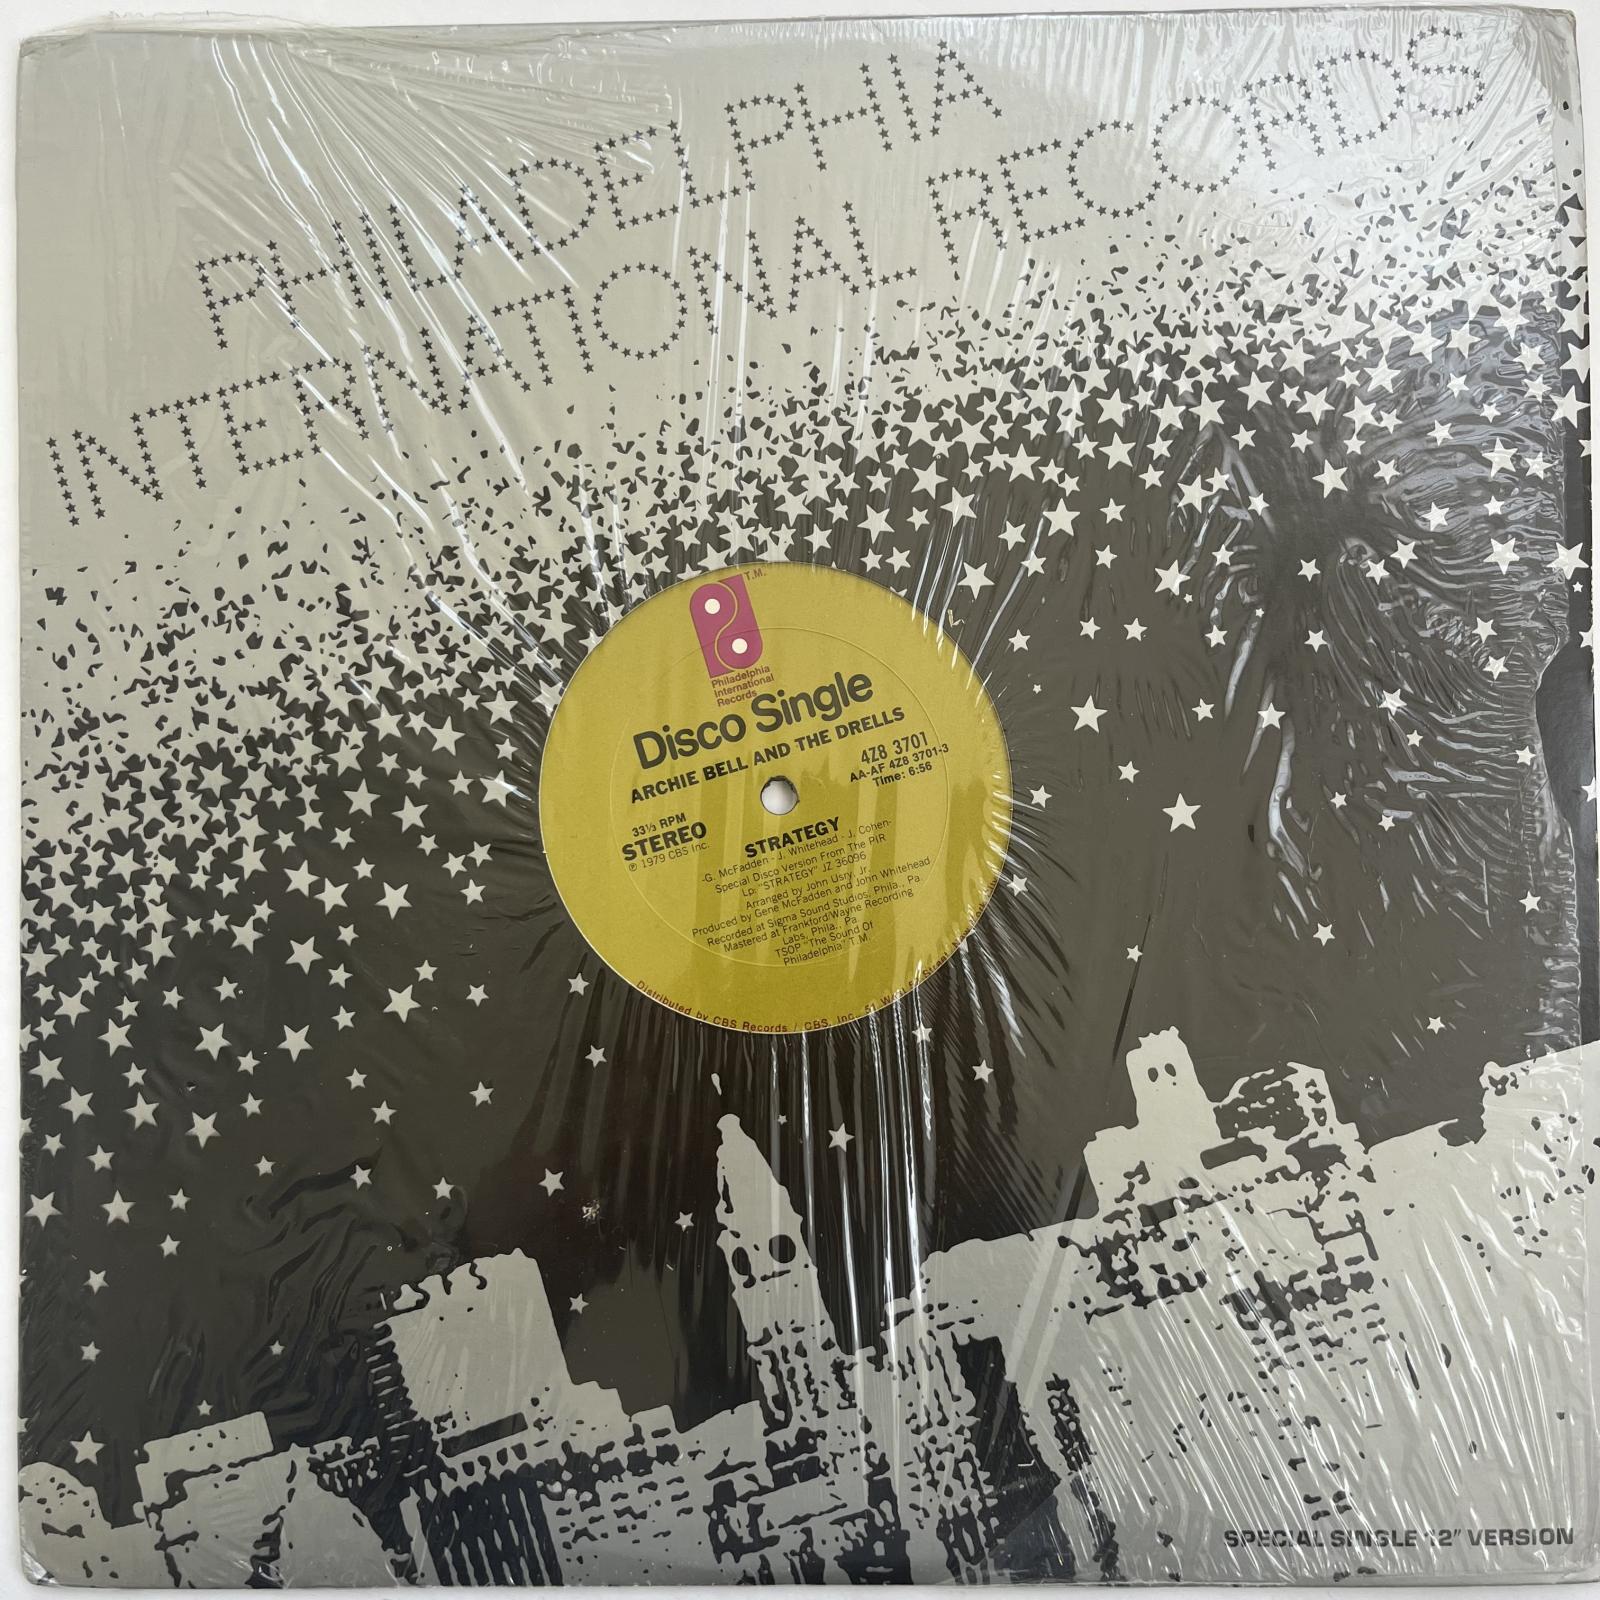 PHILADELPHIA
INTERNATIONAL RECORDS
T.M.
Philadelphia
International
Records
Disco Single
ARCHIE BELL AND THE DRELLS
4Z8 3701
AA-AF 4Z8 3701-3
Time: 6:56
33⅓ RPM
STEREO
℗ 1979 CBS Inc.
STRATEGY
-G. McFadden - J. Whitehead - J. Cohen-
Special Disco Version From The PIR
Lp: "STRATEGY" JZ 36096
Arranged by John Usry, Jr.
Produced by Gene McFadden and John Whitehead
Recorded at Sigma Sound Studios, Phila., Pa.
Mastered at Frankford/Wayne Recording
Labs, Phila., Pa.
TSOP "The Sound Of
Philadelphia" T.M.
Distributed by CBS Records / CBS, Inc., 51 W. 52 Street
SPECIAL SINGLE 12" VERSION